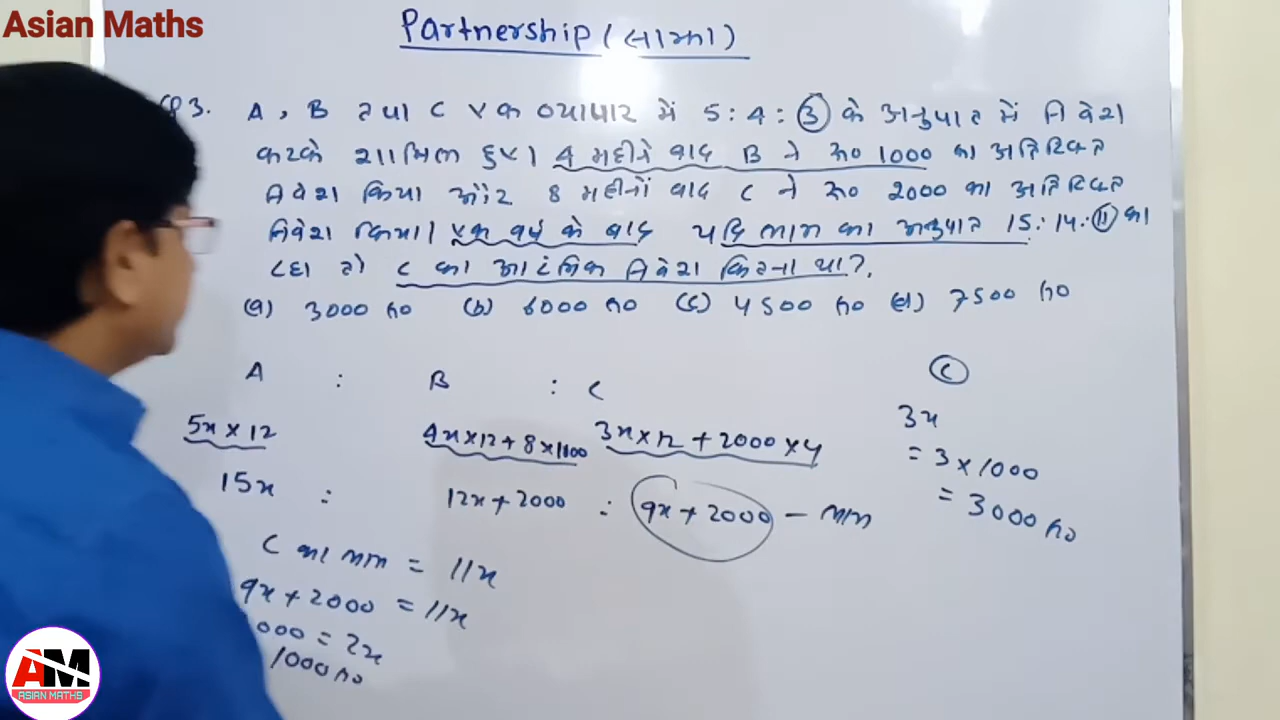 Asian Maths
Partnership (साझा)
Q 3. A, B तथा C एक व्यापार में 5 : 4 : 3 के अनुपात में निवेश
करके शामिल हुए। 4 महीने बाद B ने रू० 1000 का अतिरिक्त
निवेश किया और 8 महीनों बाद C ने रू० 2000 का अतिरिक्त
निवेश किया। एक वर्ष के बाद यदि लाभ का अनुपात 15 : 14 : 11 का
रहा हो C का आरंभिक निवेश कितना था?
(a) 3000 रु० (b) 6000 रु० (c) 4500 रु० (d) 7500 रु०
A : B : C
5x × 12 4x × 12 + 8 × 1000 3x × 12 + 2000 × 4
15x : 12x + 2000 : 9x + 2000 – लाभ
C का लाभ = 11x
9x + 2000 = 11x
000 = 2x
1000 रु०
C
3x
= 3 × 1000
= 3000 रु०
AM
ASIAN MATHS